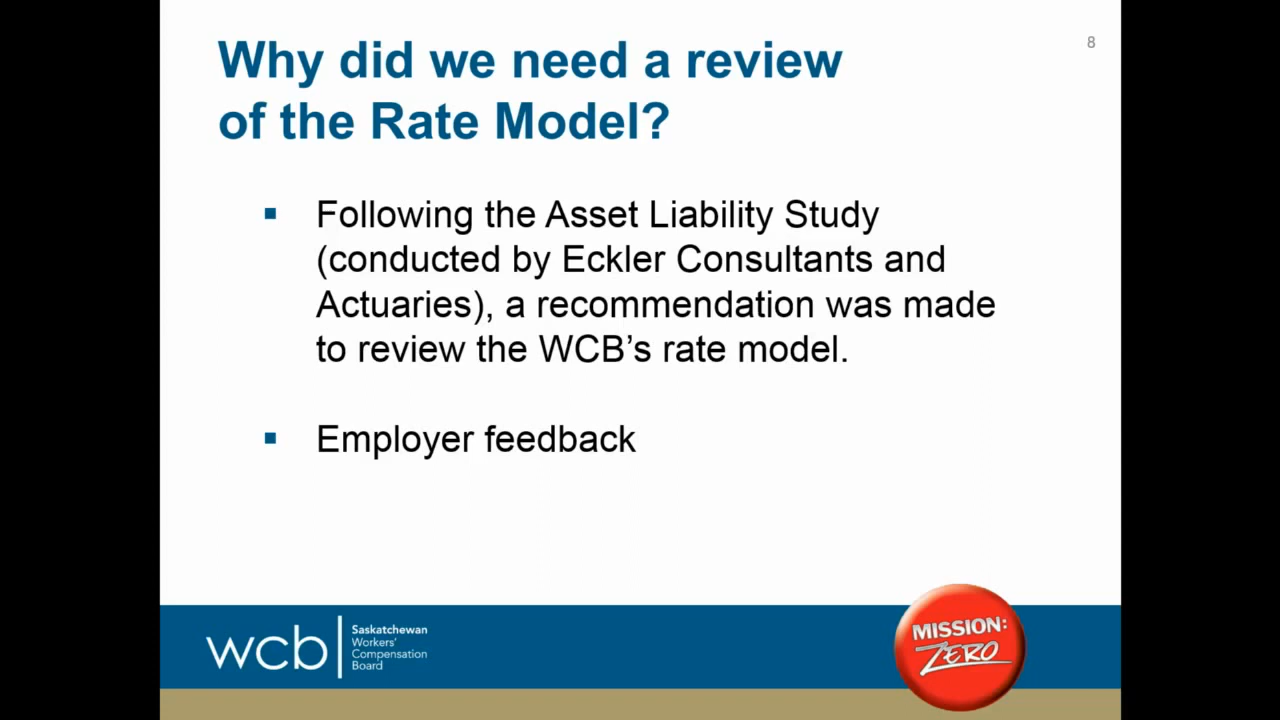 8
Why did we need a review
of the Rate Model?
▪ Following the Asset Liability Study
(conducted by Eckler Consultants and
Actuaries), a recommendation was made
to review the WCB’s rate model.
▪ Employer feedback
wcb
Saskatchewan
Workers'
Compensation
Board
MISSION:
ZERO